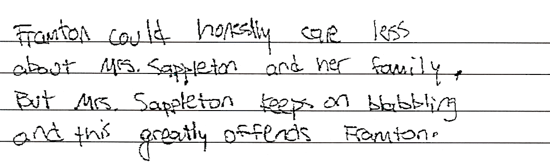 Framton could honestly care less
about Mrs. Sappleton and her family.
But Mrs. Sappleton keeps on blabbling
and this greatly offends Framton.